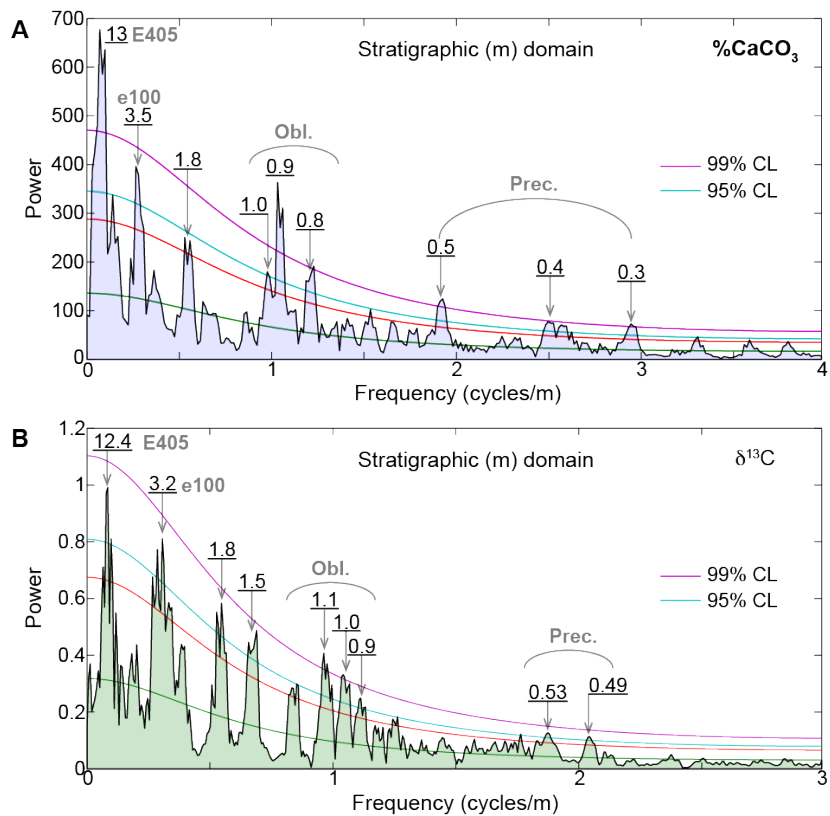 A
700
13 E405
Stratigraphic (m) domain
%CaCO3
600
e100
500
3.5
Obl.
400
1.8
0.9
Prec.
99% CL
95% CL
Power
300
1.0
0.8
0.5
200
0.4
0.3
100
0
0 1 2 3 4
Frequency (cycles/m)
B
1.2
12.4 E405
Stratigraphic (m) domain
δ13C
1
3.2 e100
0.8
1.8
Obl.
1.5
99% CL
95% CL
Power
0.6
1.1
1.0
0.9
Prec.
0.4
0.53
0.49
0.2
0
0 1 2 3
Frequency (cycles/m)